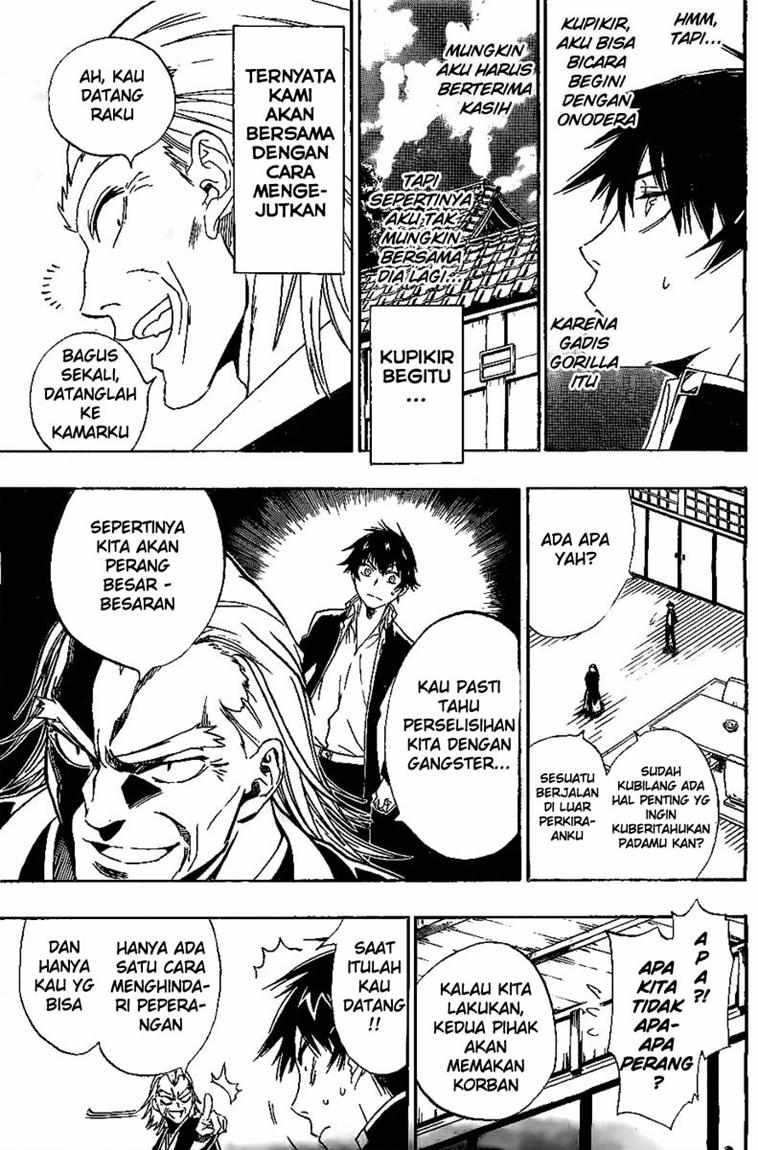 HMM,
TAPI...
KUPIKIR,
AKU BISA
BICARA
BEGINI
DENGAN
ONODERA
KARENA
GADIS
GORILLA
ITU
MUNGKIN
AKU HARUS
BERTERIMA
KASIH
TAPI
SEPERTINYA
AKU TAK
MUNGKIN
BERSAMA
DIA LAGI...
KUPIKIR
BEGITU
...
TERNYATA
KAMI
AKAN
BERSAMA
DENGAN
CARA
MENGE-
JUTKAN
AH, KAU
DATANG
RAKU
BAGUS
SEKALI,
DATANGLAH
KE
KAMARKU
ADA APA
YAH?
SUDAH
KUBILANG ADA
HAL PENTING YG
INGIN
KUBERITAHUKAN
PADAMU KAN?
SESUATU
BERJALAN
DI LUAR
PERKIRA-
ANKU
KAU PASTI
TAHU
PERSELISIHAN
KITA DENGAN
GANGSTER...
SEPERTINYA
KITA AKAN
PERANG
BESAR -
BESARAN
APA?!
APA
KITA
TIDAK
APA-
APA
PERANG
?
KALAU KITA
LAKUKAN,
KEDUA PIHAK
AKAN
MEMAKAN
KORBAN
SAAT
ITULAH
KAU
DATANG
!!
HANYA ADA
SATU CARA
MENGHINDA-
RI PEPERA-
NGAN
DAN
HANYA
KAU YG
BISA